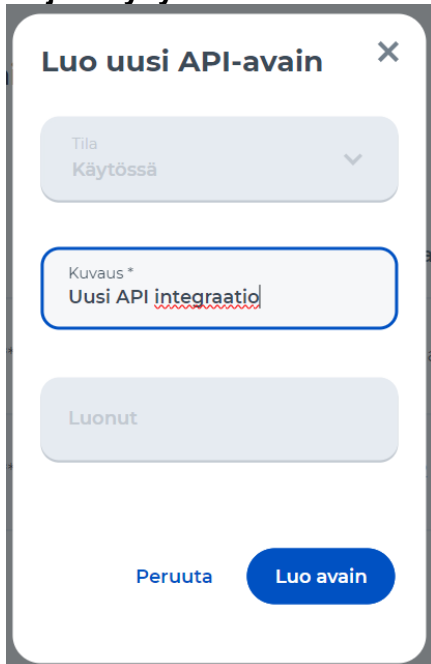 Luo uusi API-avain
Tila
Käytössä
Kuvaus *
Uusi API integraatio
Luonut
Peruuta
Luo avain